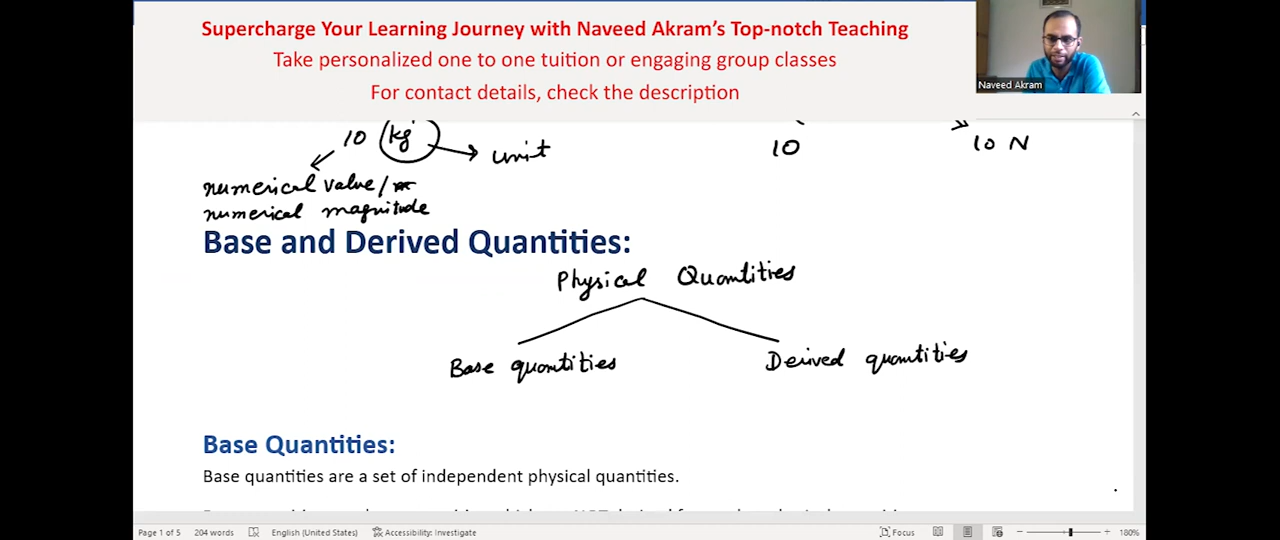 Supercharge Your Learning Journey with Naveed Akram's Top-notch Teaching
Take personalized one to one tuition or engaging group classes
For contact details, check the description
Naveed Akram
10 kg → unit
10
10 N
numerical value/
numerical magnitude
Base and Derived Quantities:
Physical Quantities
Base quantities
Derived quantities
Base Quantities:
Base quantities are a set of independent physical quantities.
Page 1 of 5
204 words
English (United States)
Accessibility: Investigate
Focus
180%